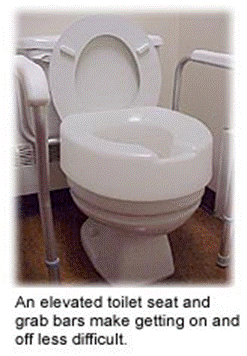 An elevated toilet seat and
grab bars make getting on and
off less difficult.